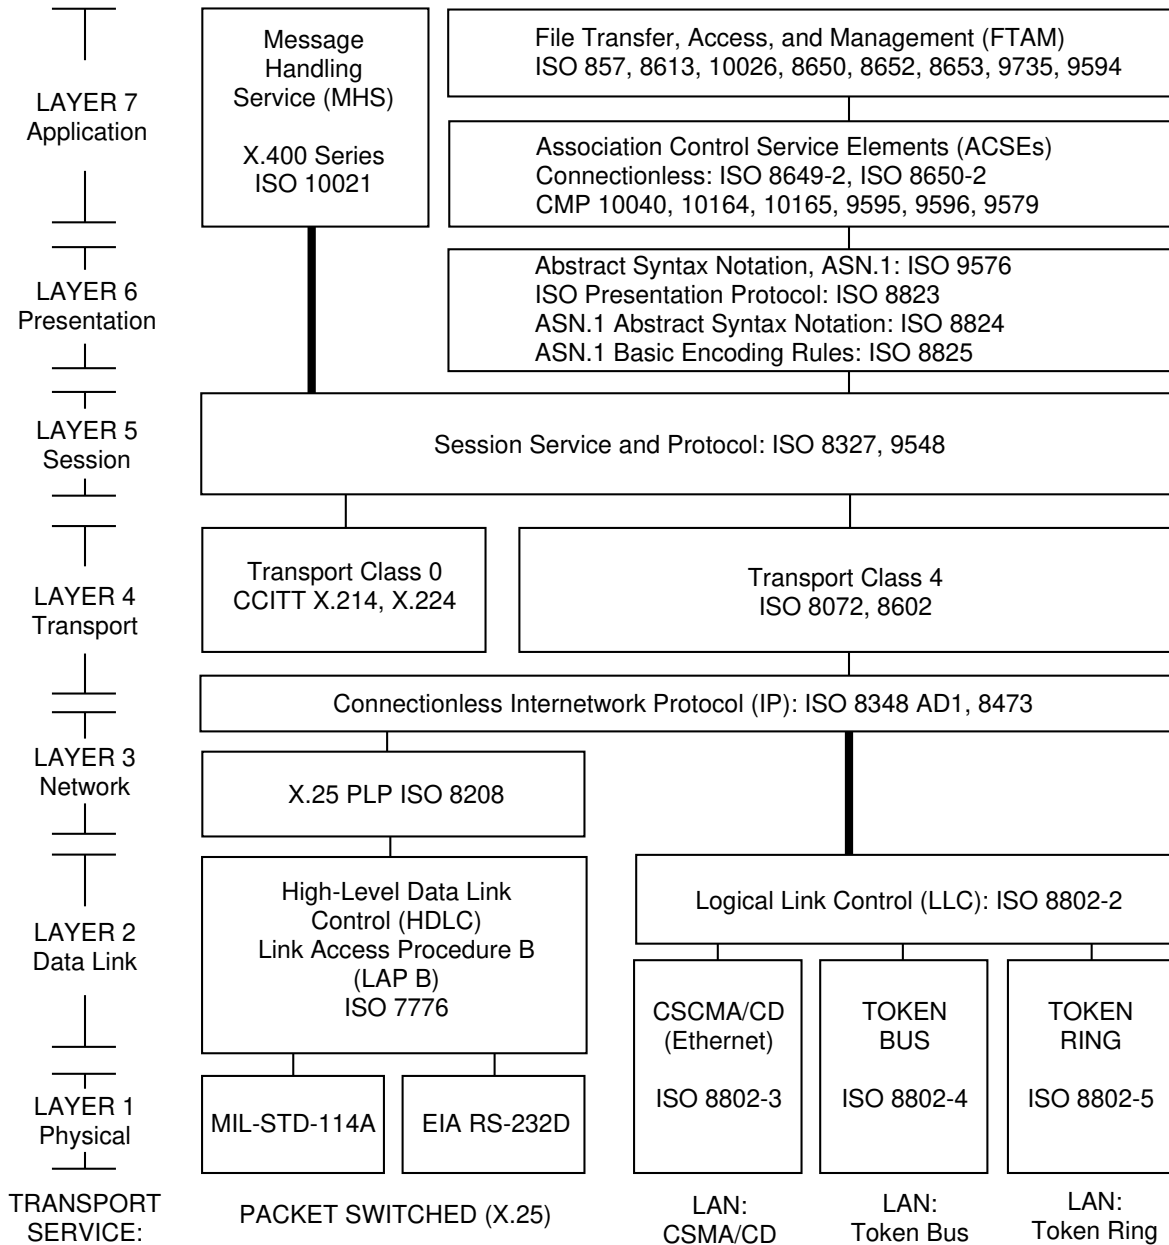 LAYER 7
Application
Message
Handling
Service (MHS)
X.400 Series
ISO 10021
File Transfer, Access, and Management (FTAM)
ISO 857, 8613, 10026, 8650, 8652, 8653, 9735, 9594
Association Control Service Elements (ACSEs)
Connectionless: ISO 8649-2, ISO 8650-2
CMP 10040, 10164, 10165, 9595, 9596, 9579
LAYER 6
Presentation
Abstract Syntax Notation, ASN.1: ISO 9576
ISO Presentation Protocol: ISO 8823
ASN.1 Abstract Syntax Notation: ISO 8824
ASN.1 Basic Encoding Rules: ISO 8825
LAYER 5
Session
Session Service and Protocol: ISO 8327, 9548
LAYER 4
Transport
Transport Class 0
CCITT X.214, X.224
Transport Class 4
ISO 8072, 8602
LAYER 3
Network
Connectionless Internetwork Protocol (IP): ISO 8348 AD1, 8473
X.25 PLP ISO 8208
LAYER 2
Data Link
High-Level Data Link
Control (HDLC)
Link Access Procedure B
(LAP B)
ISO 7776
Logical Link Control (LLC): ISO 8802-2
CSCMA/CD
(Ethernet)
ISO 8802-3
TOKEN
BUS
ISO 8802-4
TOKEN
RING
ISO 8802-5
LAYER 1
Physical
MIL-STD-114A
EIA RS-232D
TRANSPORT
SERVICE:
PACKET SWITCHED (X.25)
LAN:
CSMA/CD
LAN:
Token Bus
LAN:
Token Ring